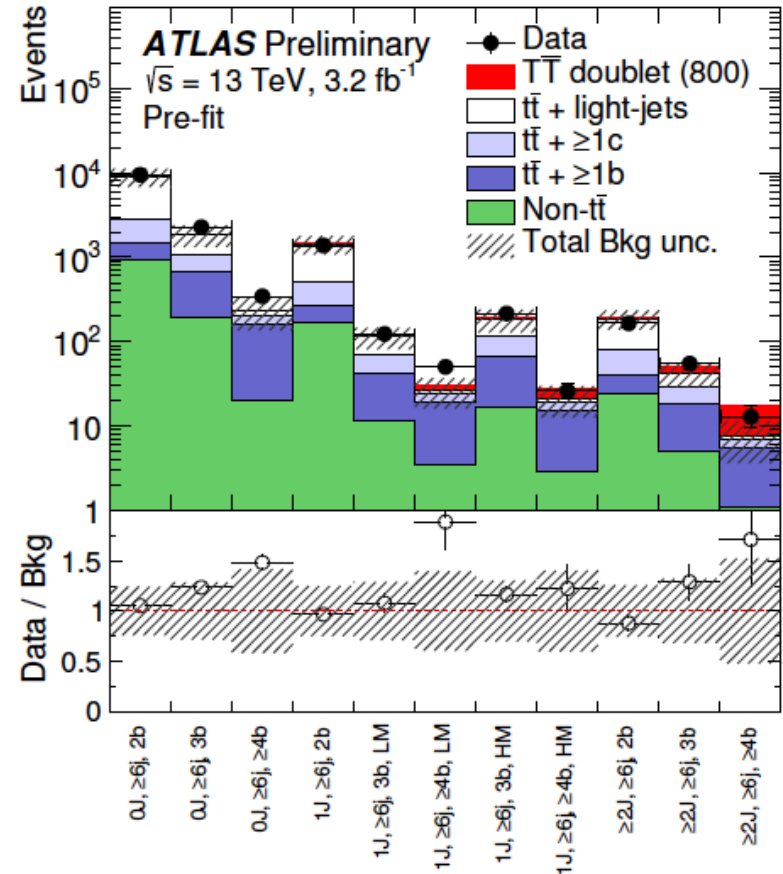 Events
ATLAS Preliminary
√s = 13 TeV, 3.2 fb⁻¹
Pre-fit
Data
TT̅ doublet (800)
tt̅ + light-jets
tt̅ + ≥1c
tt̅ + ≥1b
Non-tt̅
Total Bkg unc.
10⁵
10⁴
10³
10²
10
1
Data / Bkg
1.5
1
0.5
0
0J, ≥6j, 2b
0J, ≥6j, 3b
0J, ≥6j, ≥4b
1J, ≥6j, 2b
1J, ≥6j, 3b, LM
1J, ≥6j, ≥4b, LM
1J, ≥6j, 3b, HM
1J, ≥6j, ≥4b, HM
≥2J, ≥6j, 2b
≥2J, ≥6j, 3b
≥2J, ≥6j, ≥4b